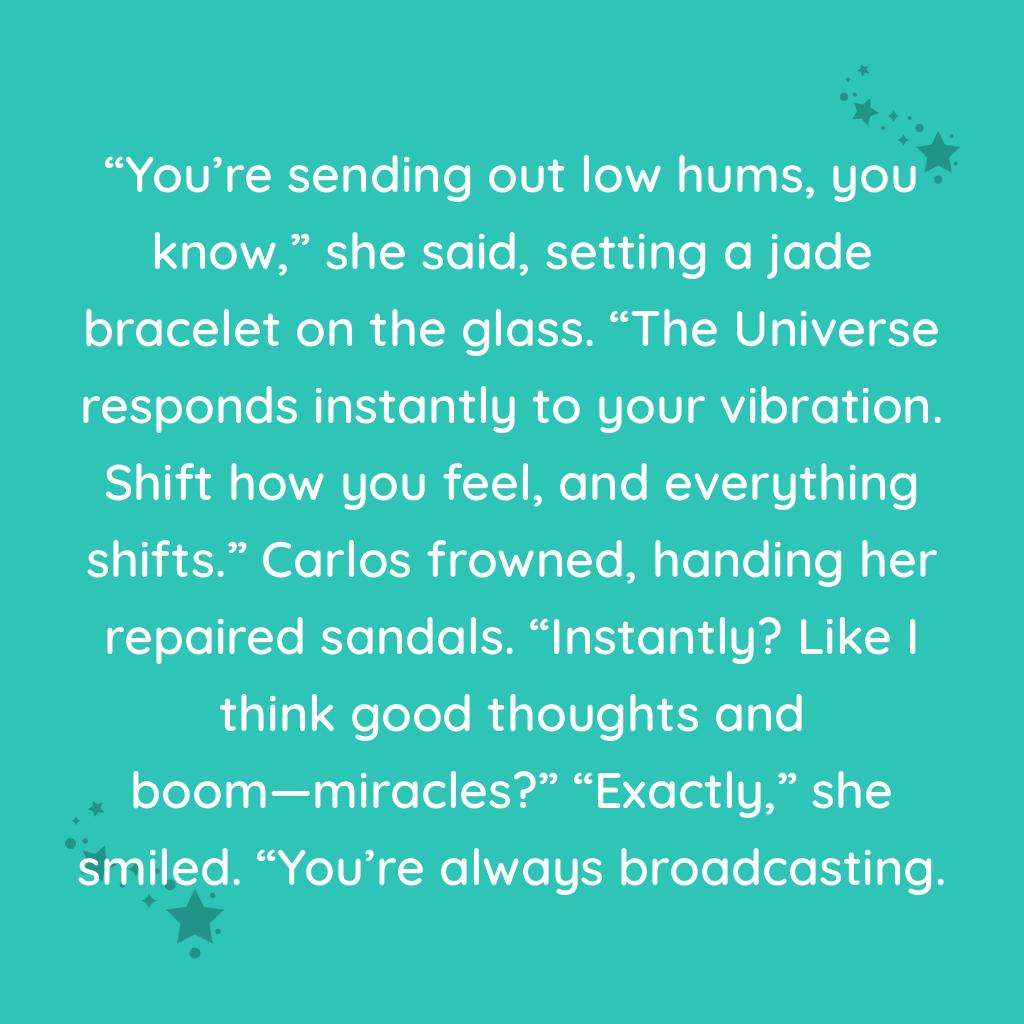 “You’re sending out low hums, you
know,” she said, setting a jade
bracelet on the glass. “The Universe
responds instantly to your vibration.
Shift how you feel, and everything
shifts.” Carlos frowned, handing her
repaired sandals. “Instantly? Like I
think good thoughts and
boom—miracles?” “Exactly,” she
smiled. “You’re always broadcasting.